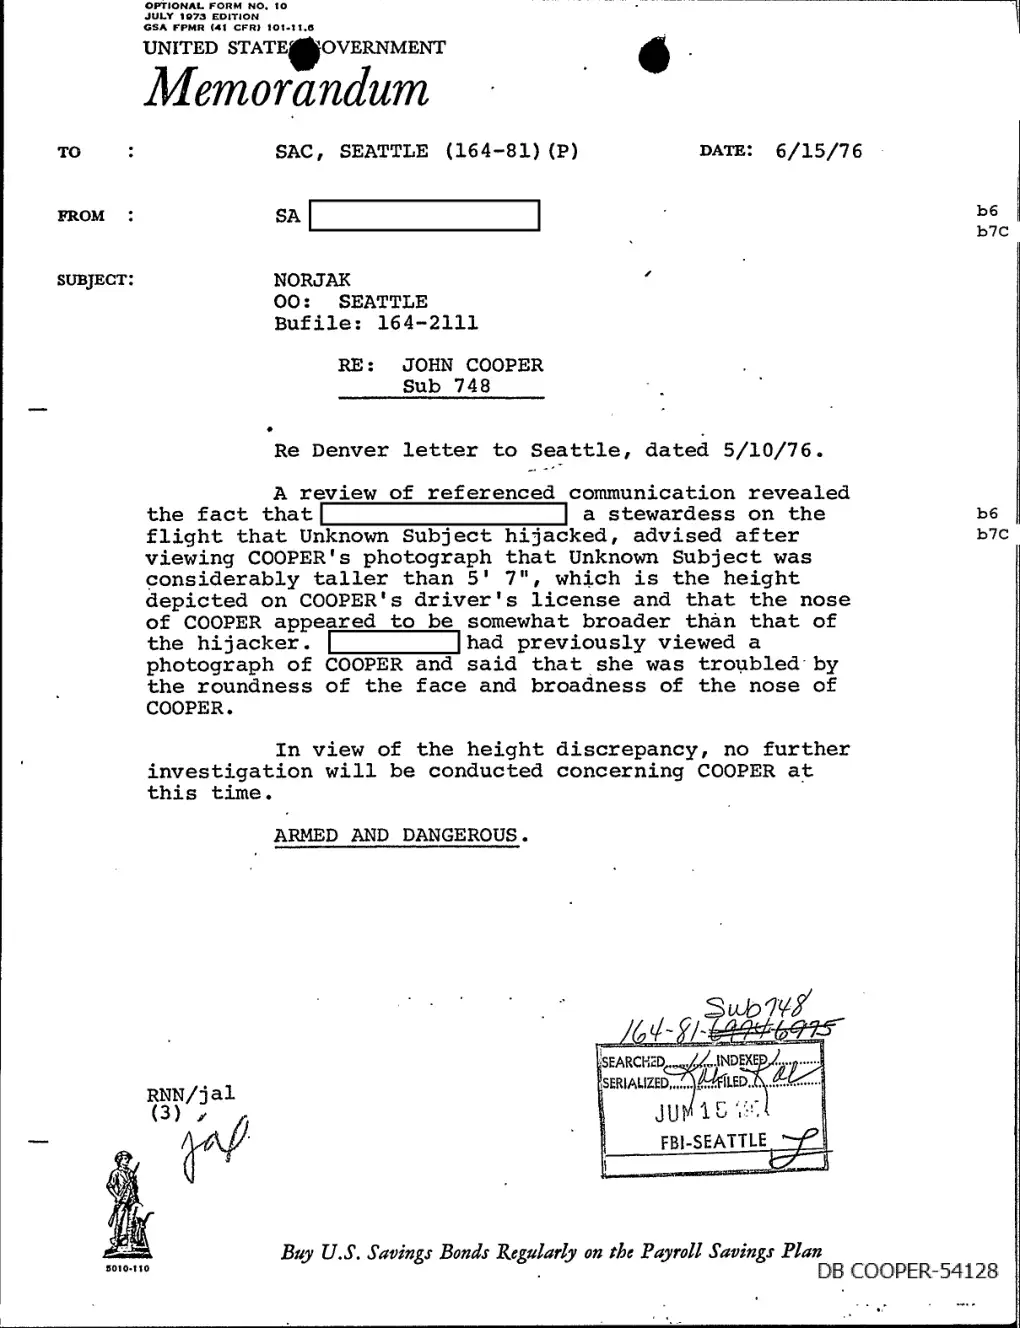 OPTIONAL FORM NO. 10
JULY 1973 EDITION
GSA FPMR (41 CFR) 101-11.6
UNITED STATES GOVERNMENT
Memorandum
TO : SAC, SEATTLE (164-81)(P) DATE: 6/15/76
FROM : SA b6
b7C
SUBJECT: NORJAK
OO: SEATTLE
Bufile: 164-2111
RE: JOHN COOPER
Sub 748
Re Denver letter to Seattle, dated 5/10/76.
A review of referenced communication revealed
the fact that a stewardess on the b6
flight that Unknown Subject hijacked, advised after b7C
viewing COOPER's photograph that Unknown Subject was
considerably taller than 5' 7", which is the height
depicted on COOPER's driver's license and that the nose
of COOPER appeared to be somewhat broader than that of
the hijacker. had previously viewed a
photograph of COOPER and said that she was troubled by
the roundness of the face and broadness of the nose of
COOPER.
In view of the height discrepancy, no further
investigation will be conducted concerning COOPER at
this time.
ARMED AND DANGEROUS.
Sub 748
164-81-
SEARCHED INDEXED
SERIALIZED FILED
JUN 15
FBI-SEATTLE
RNN/jal
(3)
jal
5010-110
Buy U.S. Savings Bonds Regularly on the Payroll Savings Plan
DB COOPER-54128